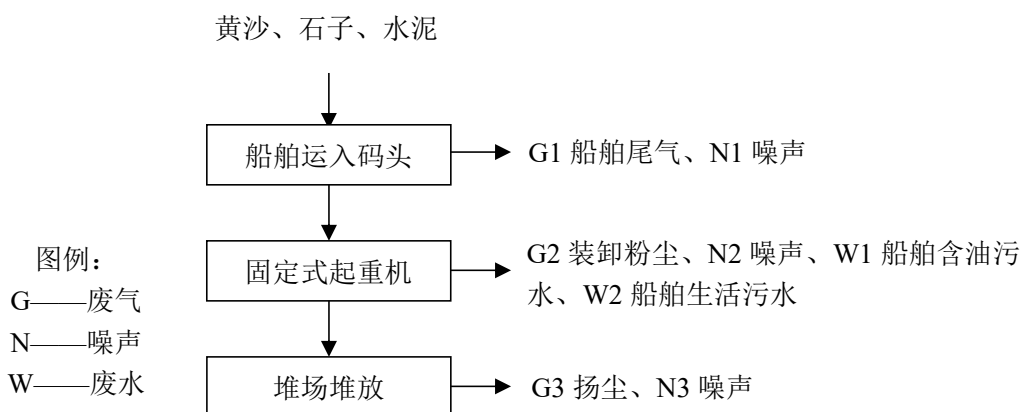 黄沙、石子、水泥
船舶运入码头
G1 船舶尾气、N1 噪声
固定式起重机
G2 装卸粉尘、N2 噪声、W1 船舶含油污
水、W2 船舶生活污水
图例：
G——废气
N——噪声
W——废水
堆场堆放
G3 扬尘、N3 噪声